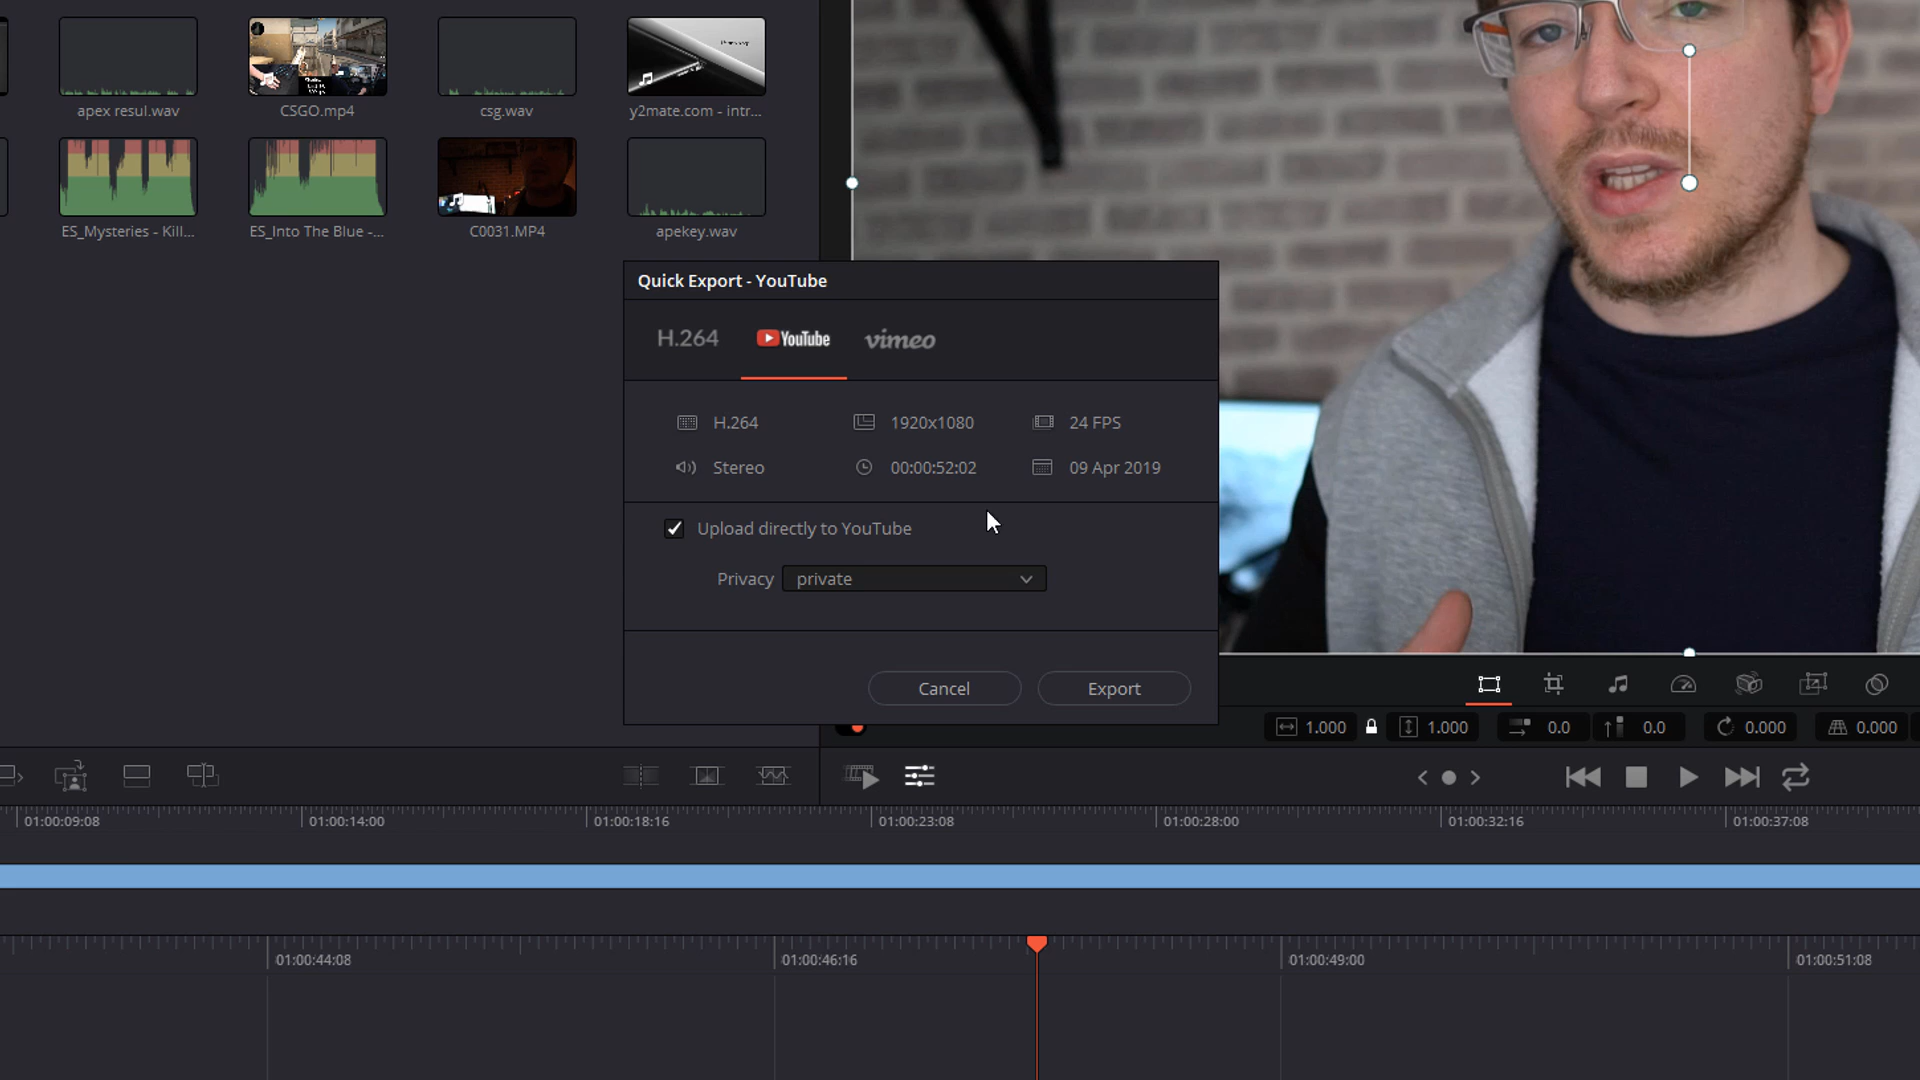 apex resul.wav
CSGO.mp4
csg.wav
y2mate.com - intr...
ES_Mysteries - Kill...
ES_Into The Blue -...
C0031.MP4
apekey.wav
Quick Export - YouTube
H.264
YouTube
vimeo
H.264
1920x1080
24 FPS
Stereo
00:00:52:02
09 Apr 2019
Upload directly to YouTube
Privacy
private
Cancel
Export
1.000
1.000
0.0
0.0
0.000
0.000
01:00:09:08
01:00:14:00
01:00:18:16
01:00:23:08
01:00:28:00
01:00:32:16
01:00:37:08
01:00:44:08
01:00:46:16
01:00:49:00
01:00:51:08